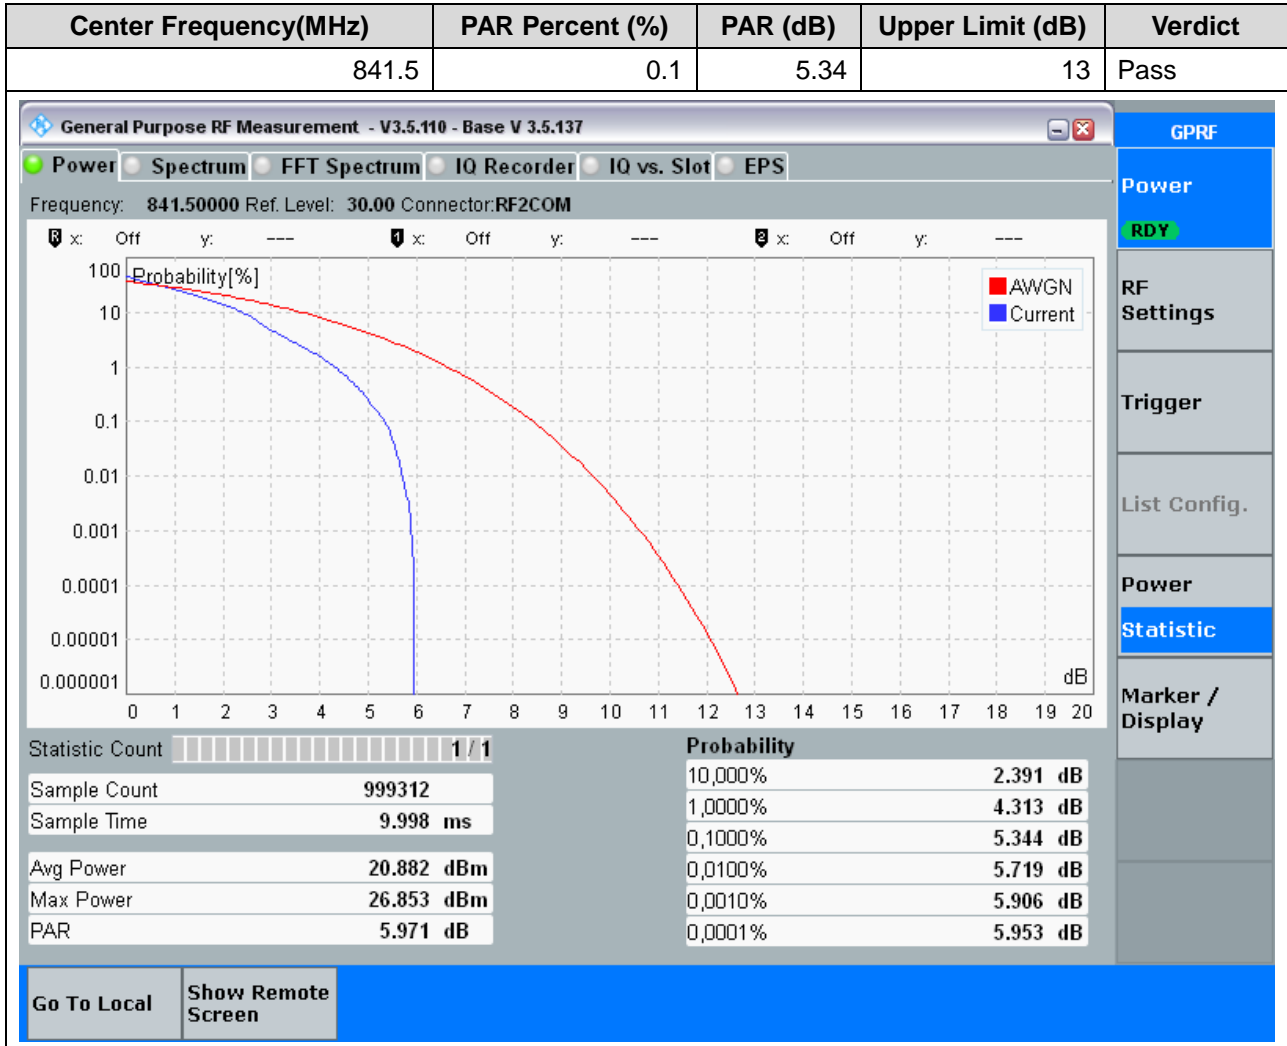 Center Frequency(MHz) PAR Percent (%) PAR (dB) Upper Limit (dB) Verdict
841.5 0.1 5.34 13 Pass
General Purpose RF Measurement - V3.5.110 - Base V 3.5.137
GPRF
Power Spectrum FFT Spectrum IQ Recorder IQ vs. Slot EPS
Power
RDY
Frequency: 841.50000 Ref. Level: 30.00 Connector:RF2COM
R x: Off y: --- 1 x: Off y: --- 2 x: Off y: ---
100 Probability[%]
AWGN
Current
10
1
0.1
0.01
0.001
0.0001
0.00001
0.000001
dB
0 1 2 3 4 5 6 7 8 9 10 11 12 13 14 15 16 17 18 19 20
RF
Settings
Trigger
List Config.
Power
Statistic
Marker /
Display
Statistic Count 1 / 1
Sample Count 999312
Sample Time 9.998 ms
Avg Power 20.882 dBm
Max Power 26.853 dBm
PAR 5.971 dB
Probability
10,000% 2.391 dB
1,0000% 4.313 dB
0,1000% 5.344 dB
0,0100% 5.719 dB
0,0010% 5.906 dB
0,0001% 5.953 dB
Go To Local
Show Remote
Screen